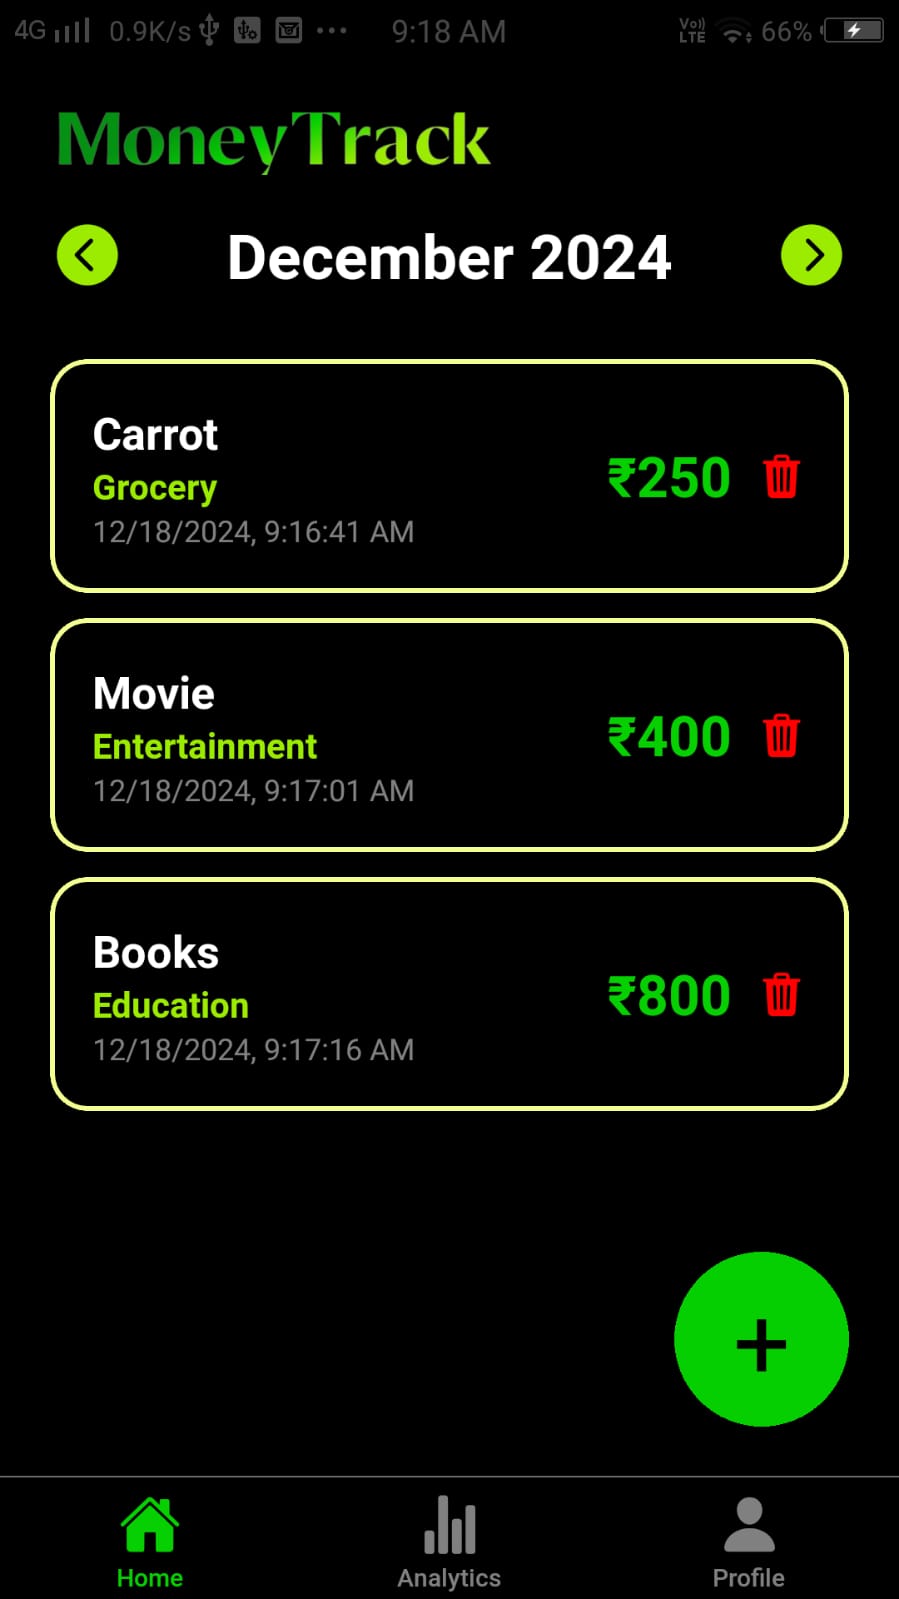 4G 0.9K/s 9:18 AM Vo)) LTE 66%
MoneyTrack
December 2024
Carrot
Grocery
12/18/2024, 9:16:41 AM
₹250
Movie
Entertainment
12/18/2024, 9:17:01 AM
₹400
Books
Education
12/18/2024, 9:17:16 AM
₹800
+
Home Analytics Profile